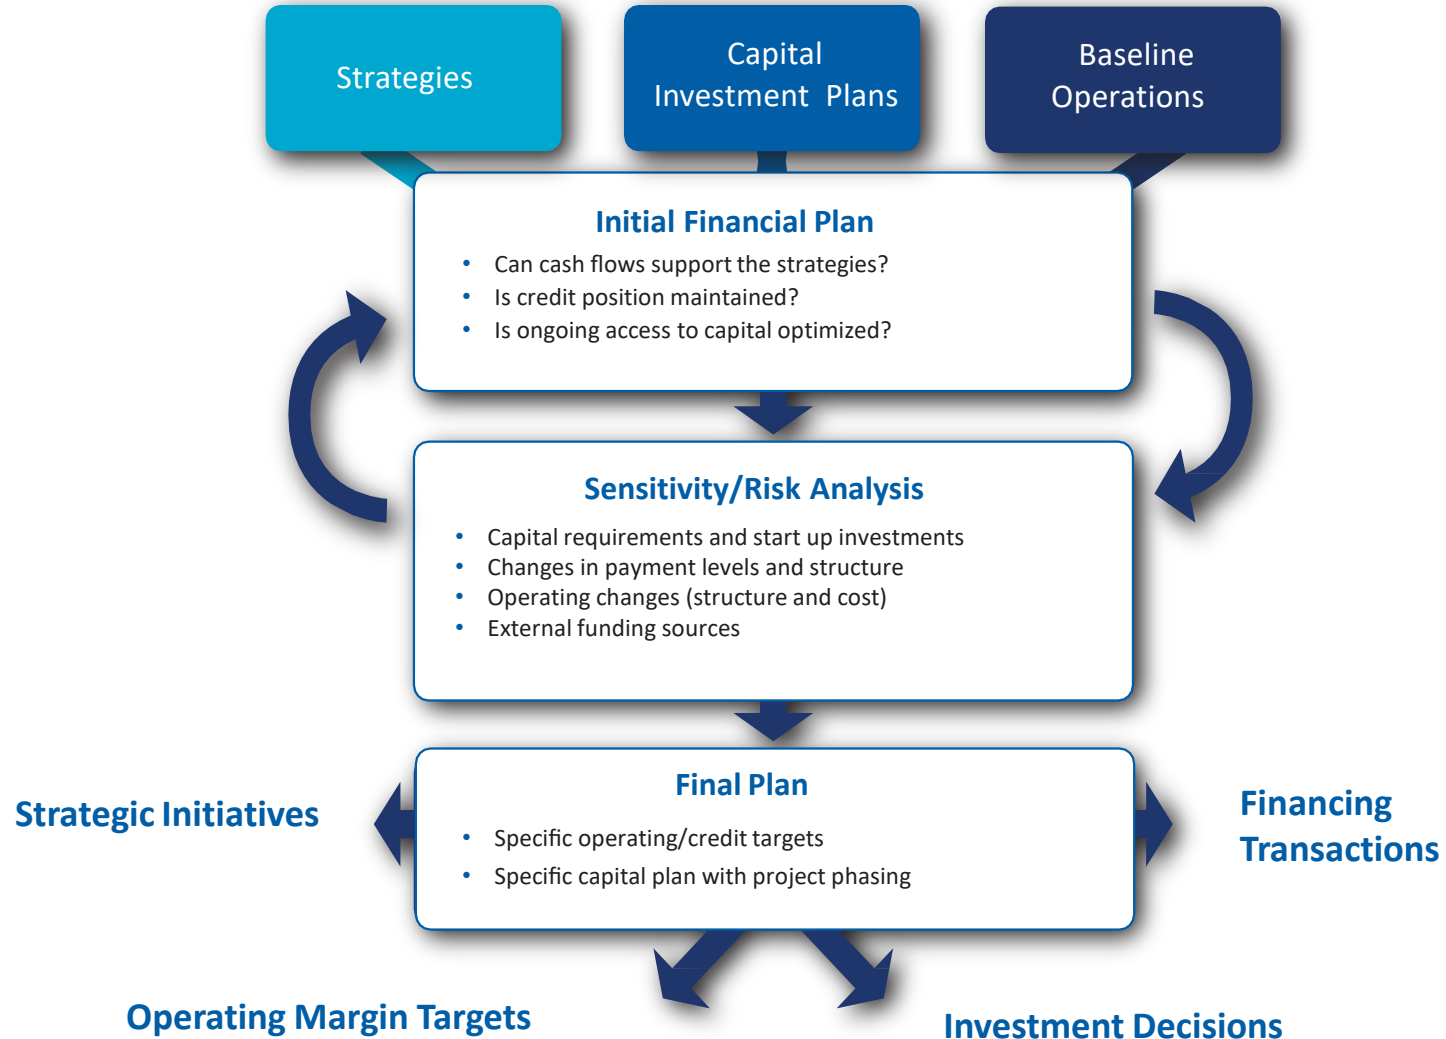 Strategies
Capital
Investment Plans
Baseline
Operations
Initial Financial Plan
• Can cash flows support the strategies?
• Is credit position maintained?
• Is ongoing access to capital optimized?
Sensitivity/Risk Analysis
• Capital requirements and start up investments
• Changes in payment levels and structure
• Operating changes (structure and cost)
• External funding sources
Final Plan
• Specific operating/credit targets
• Specific capital plan with project phasing
Strategic Initiatives
Financing
Transactions
Operating Margin Targets
Investment Decisions